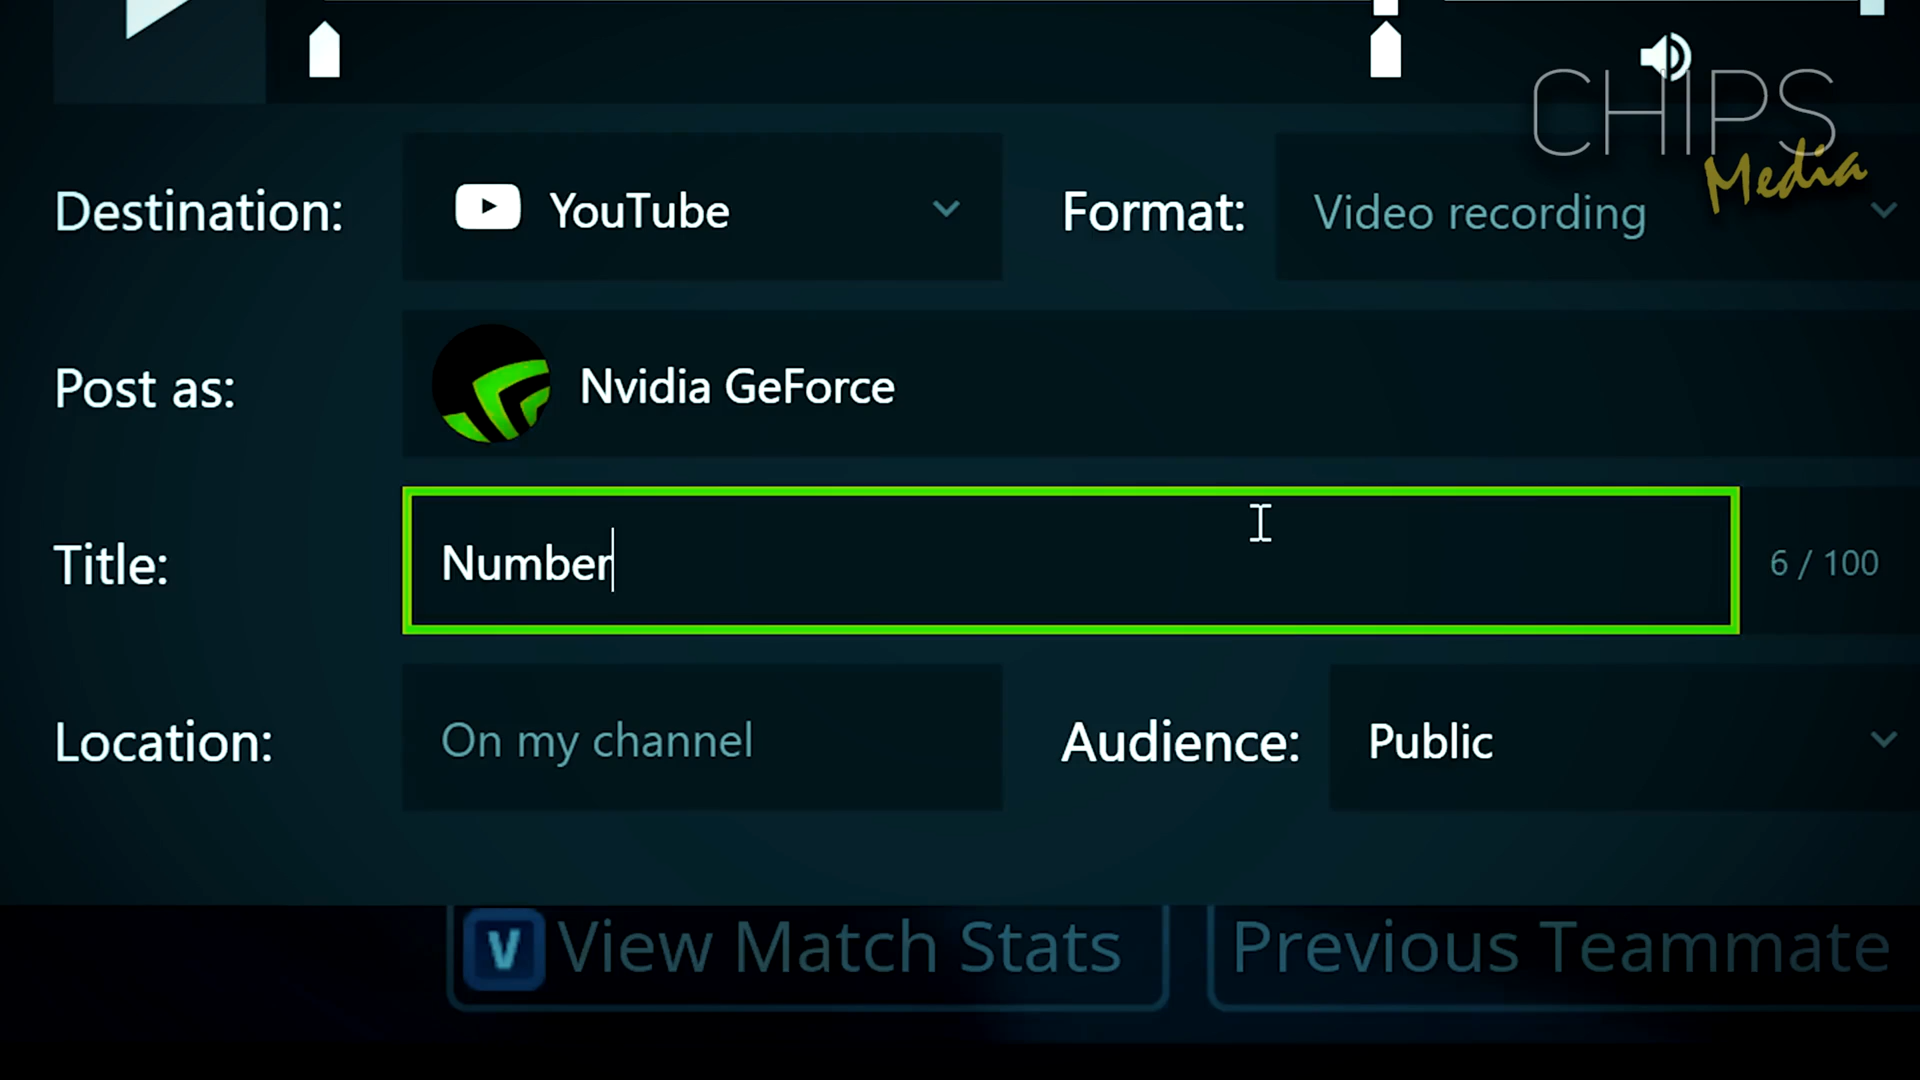 CHIPS
Media
Destination: YouTube Format: Video recording
Post as: Nvidia GeForce
Title: Number 6 / 100
Location: On my channel Audience: Public
V View Match Stats Previous Teammate